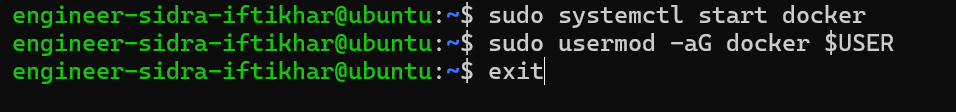 engineer-sidra-iftikhar@ubuntu:~$ sudo systemctl start docker
engineer-sidra-iftikhar@ubuntu:~$ sudo usermod -aG docker $USER
engineer-sidra-iftikhar@ubuntu:~$ exit